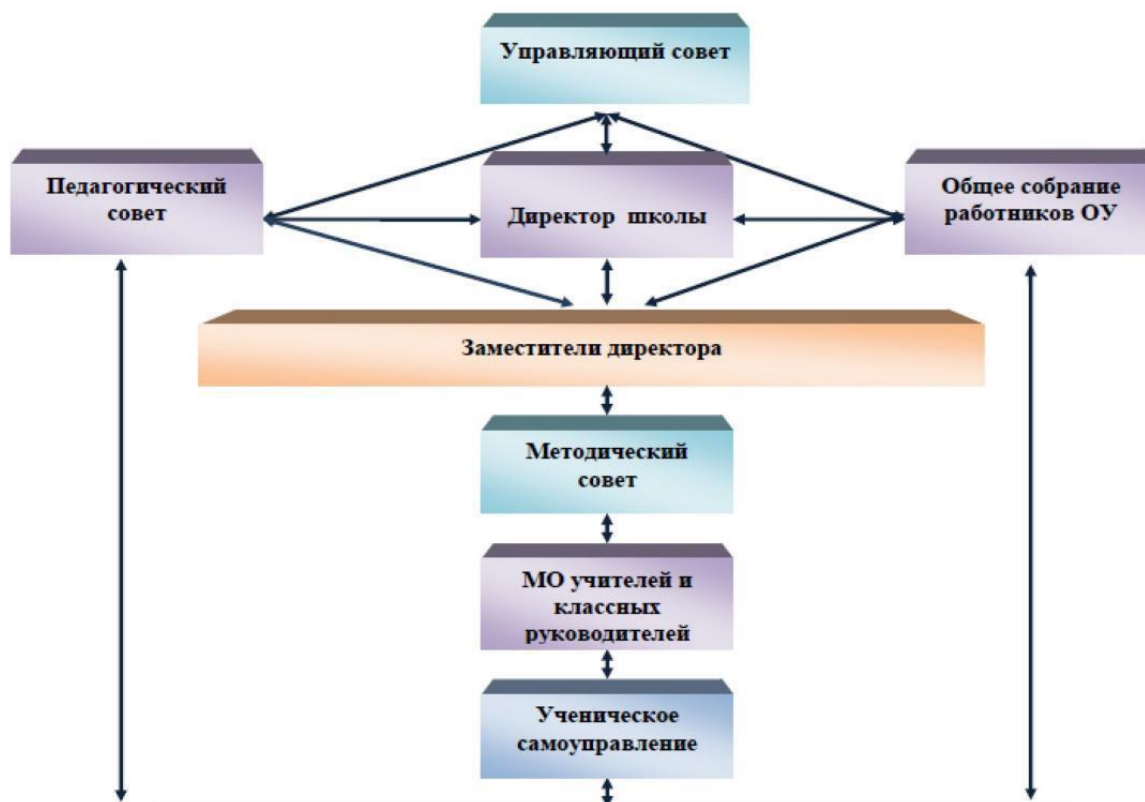 Управляющий совет
Педагогический
совет
Директор школы
Общее собрание
работников ОУ
Заместители директора
Методический
совет
МО учителей и
классных
руководителей
Ученическое
самоуправление